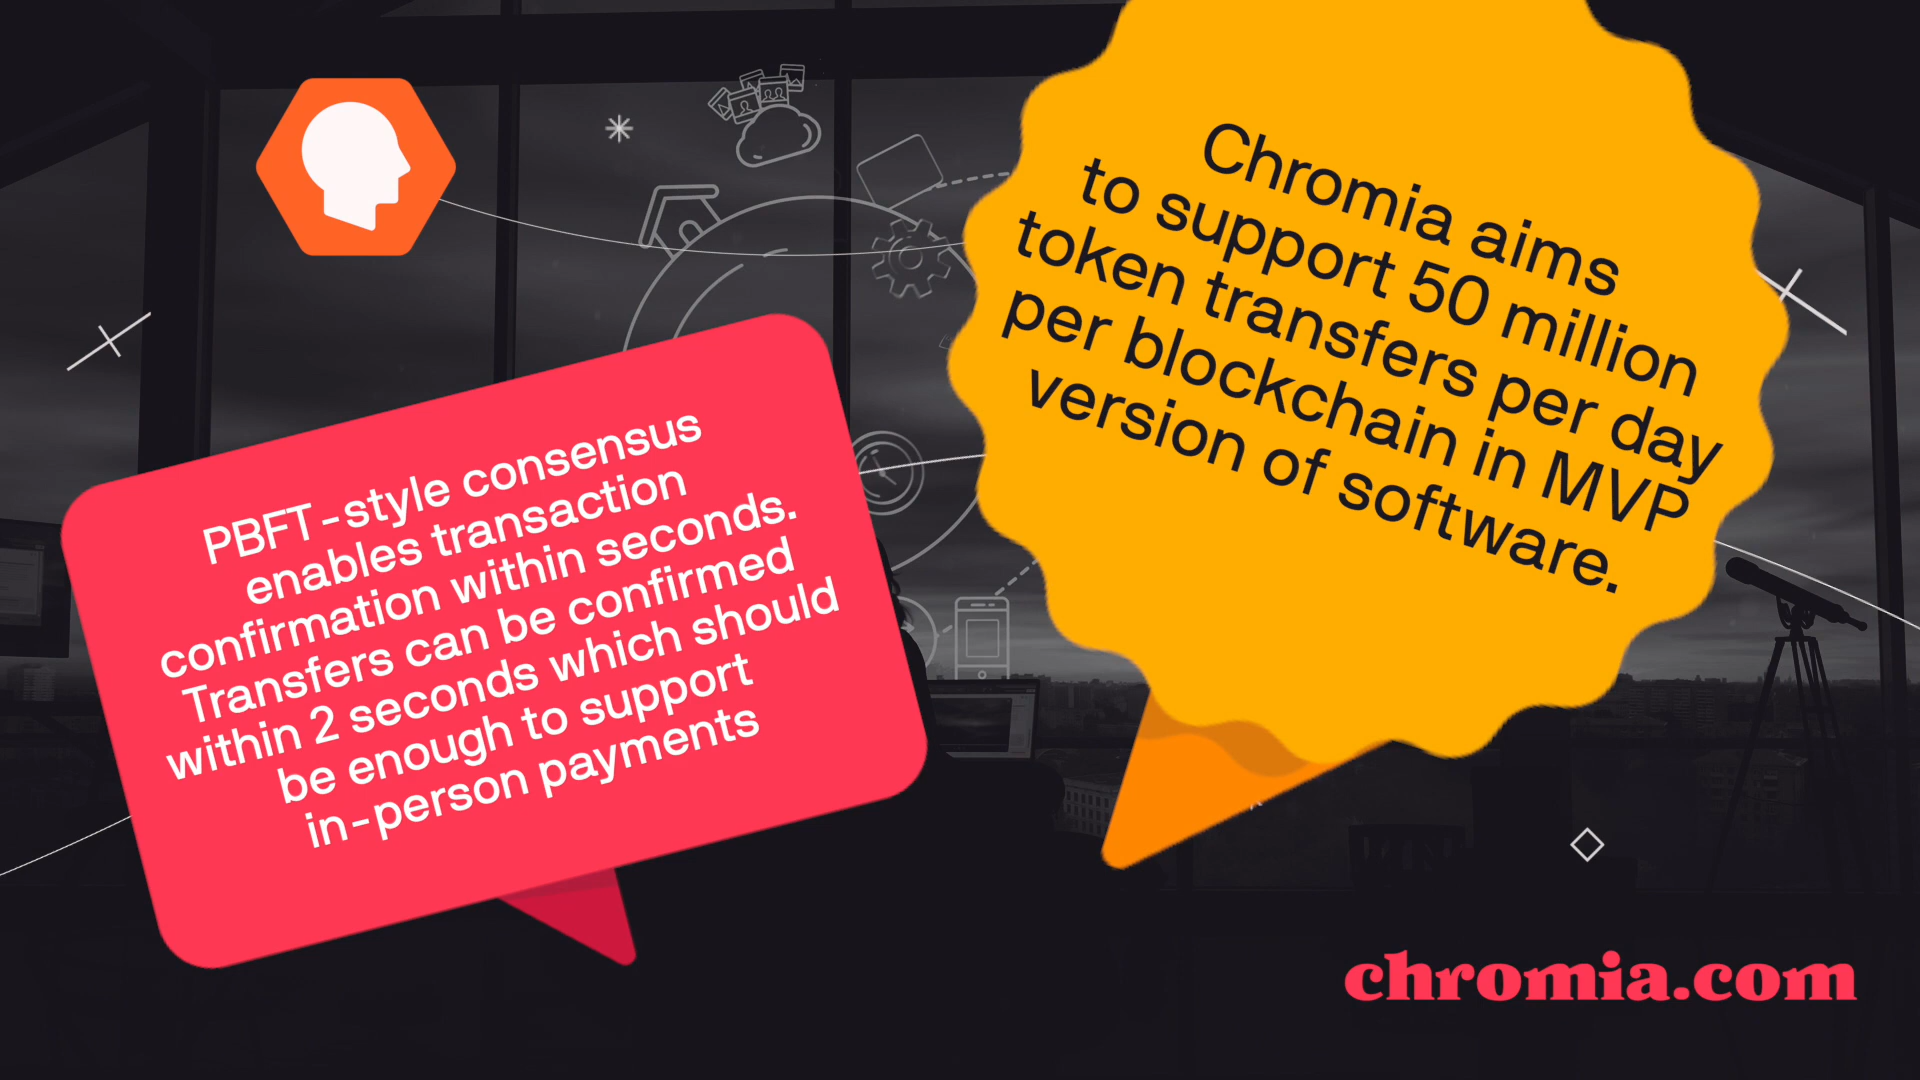 Chromia aims
to support 50 million
token transfers per day
per blockchain in MVP
version of software.
PBFT-style consensus
enables transaction
confirmation within seconds.
Transfers can be confirmed
within 2 seconds which should
be enough to support
in-person payments
chromia.com